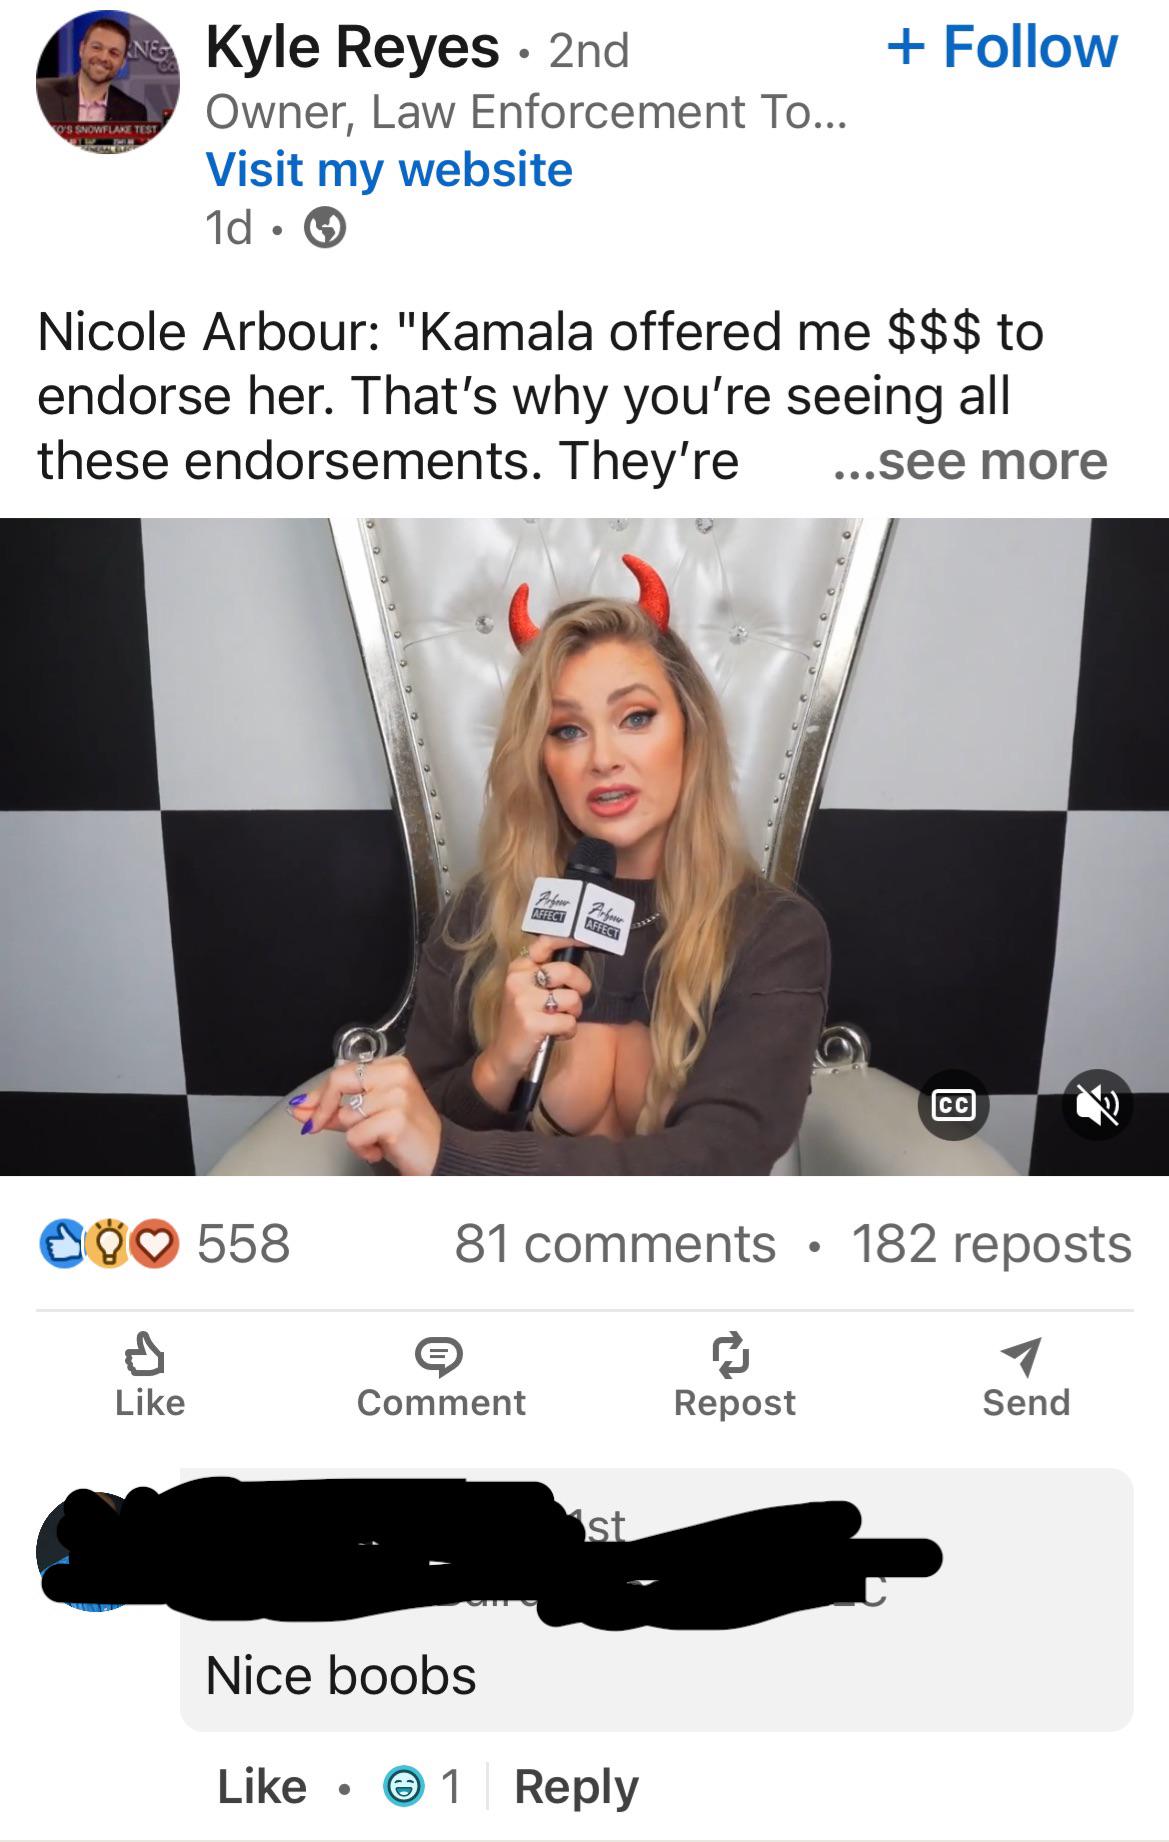 Kyle Reyes • 2nd
+ Follow
Owner, Law Enforcement To...
Visit my website
1d •
Nicole Arbour: "Kamala offered me $$$ to
endorse her. That's why you're seeing all
these endorsements. They're ...see more
Arbour
AFFECT
Arbour
AFFECT
CC
558
81 comments • 182 reposts
Like
Comment
Repost
Send
1st
Nice boobs
Like • 1 | Reply